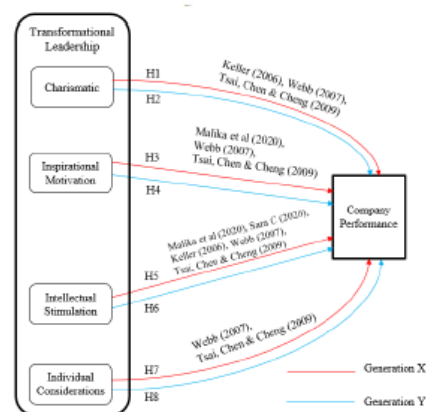 Transformational
Leadership
Charismatic
H1
H2
Keller (2006), Webb (2007),
Tsai, Chen & Cheng (2009)
Inspirational
Motivation
H3
H4
Malika et al (2020),
Webb (2007),
Tsai, Chen & Cheng (2009)
Company
Performance
Intellectual
Stimulation
H5
H6
Malika et al (2020), Sara C (2020),
Keller (2006), Webb (2007),
Tsai, Chen & Cheng (2009)
Individual
Considerations
H7
H8
Webb (2007),
Tsai, Chen & Cheng (2009)
Generation X
Generation Y